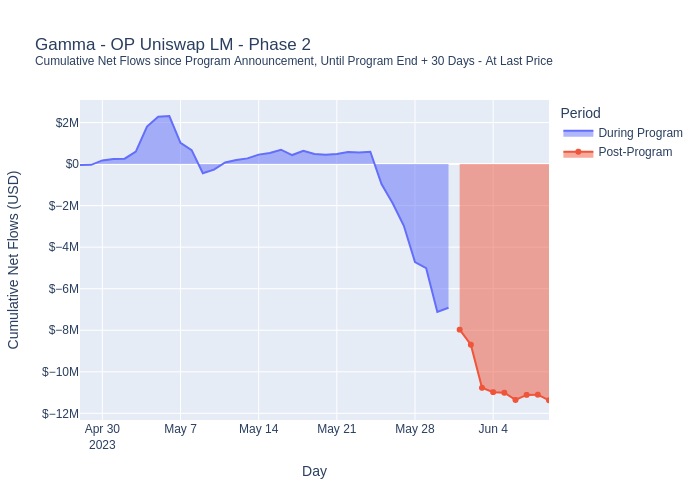 Gamma - OP Uniswap LM - Phase 2
Cumulative Net Flows since Program Announcement, Until Program End + 30 Days - At Last Price
Period
During Program
Post-Program
Cumulative Net Flows (USD)
$2M
$0
$−2M
$−4M
$−6M
$−8M
$−10M
$−12M
Apr 30
2023
May 7
May 14
May 21
May 28
Jun 4
Day